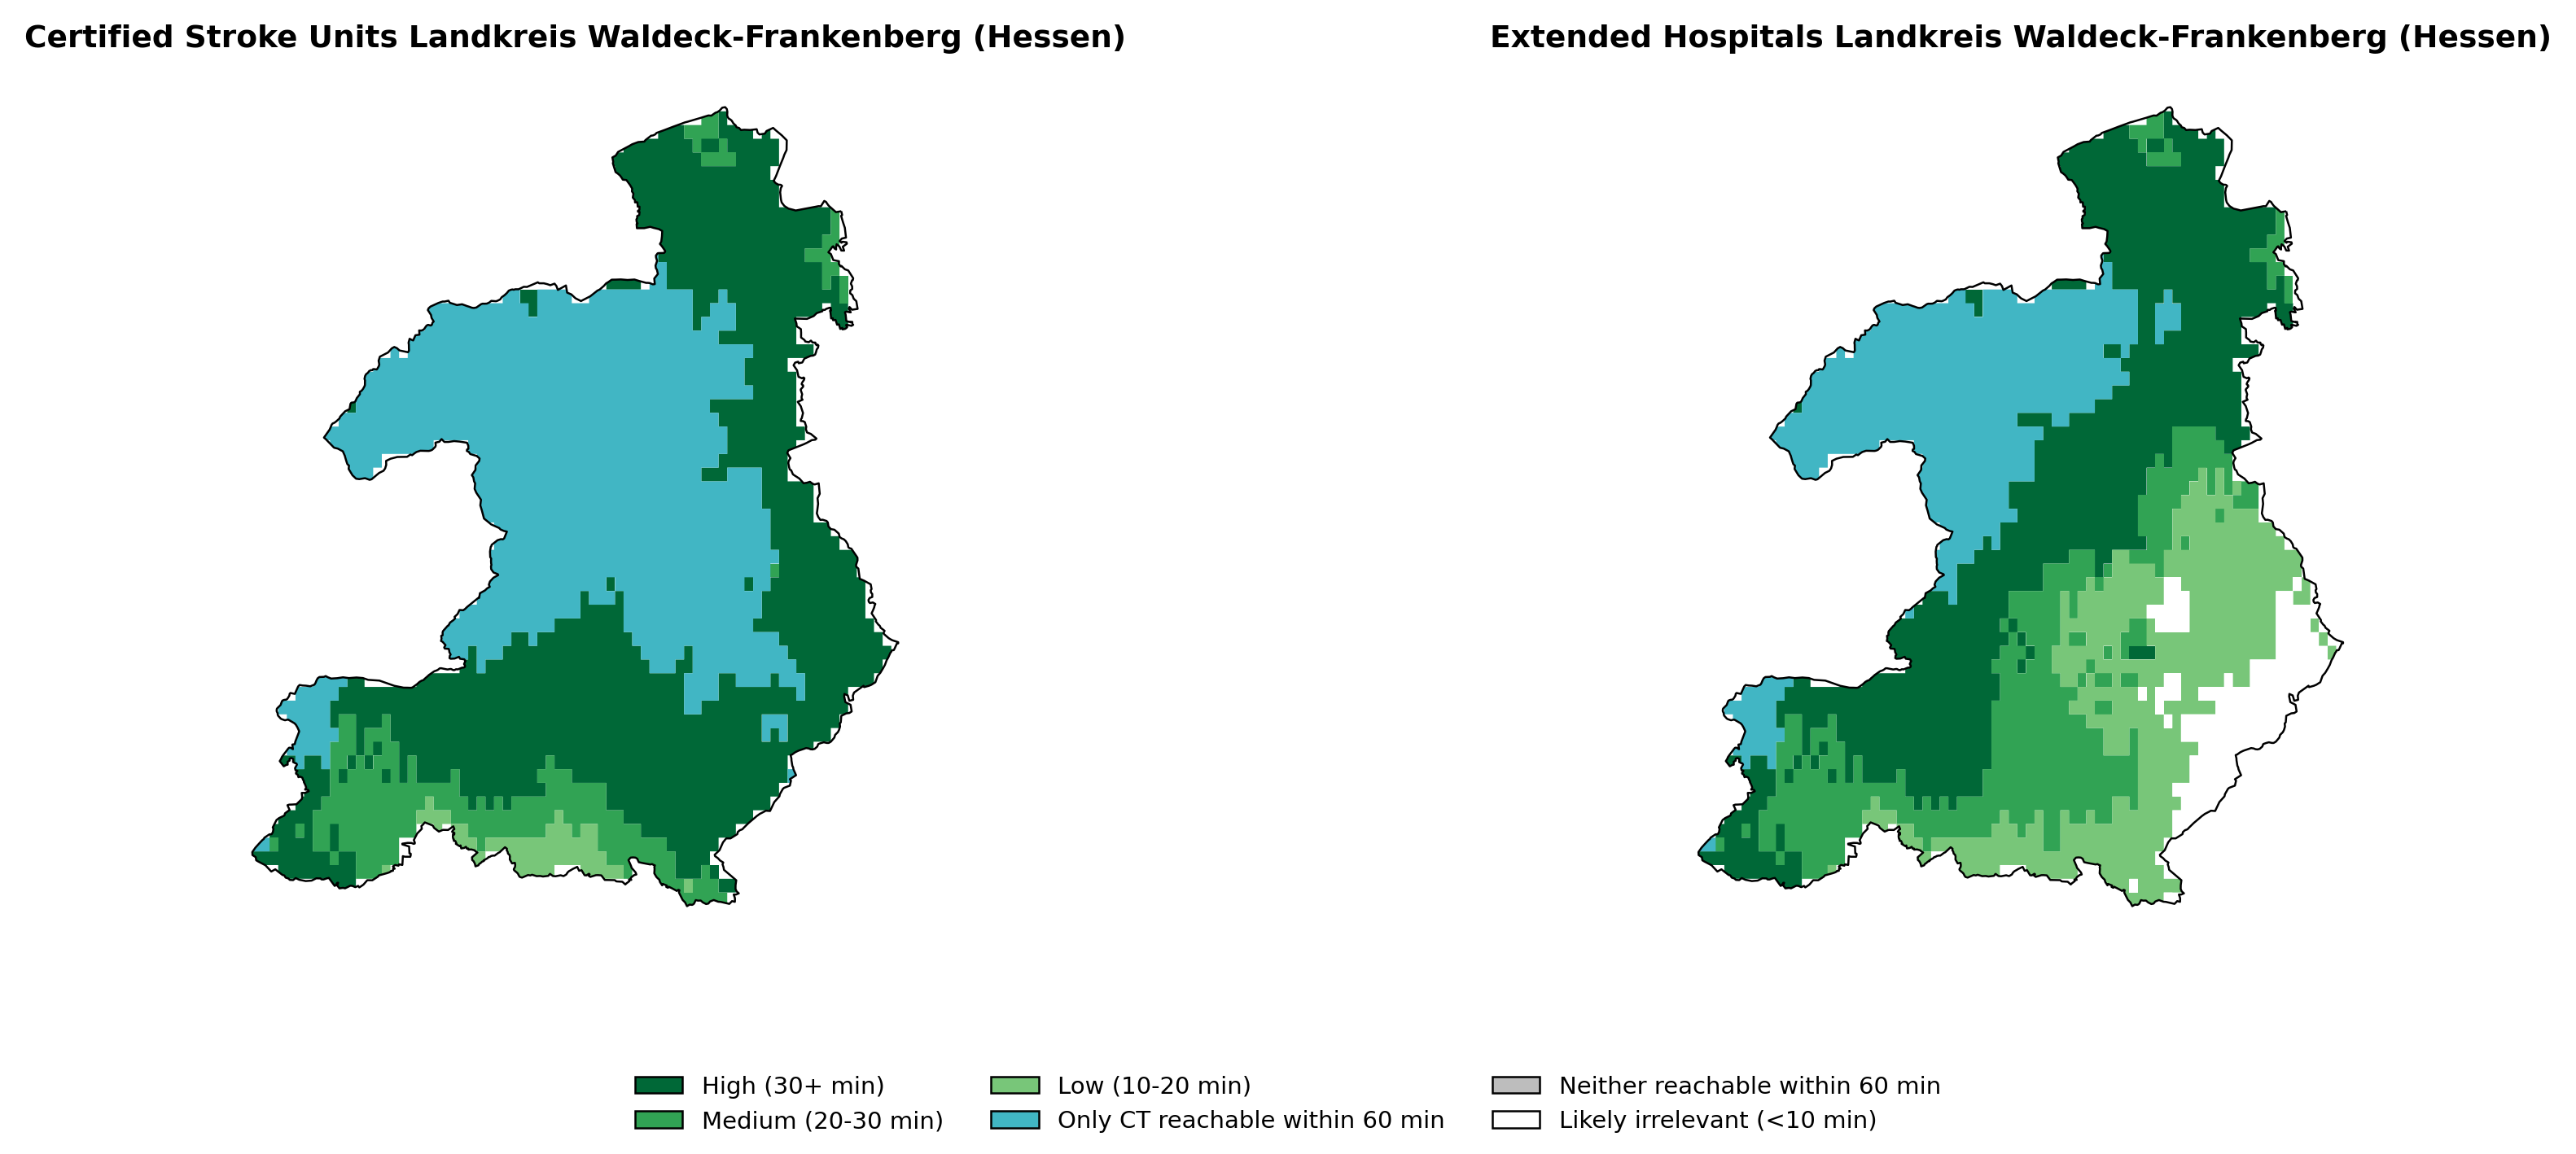 Certified Stroke Units Landkreis Waldeck-Frankenberg (Hessen)
Extended Hospitals Landkreis Waldeck-Frankenberg (Hessen)
High (30+ min)
Medium (20-30 min)
Low (10-20 min)
Only CT reachable within 60 min
Neither reachable within 60 min
Likely irrelevant (<10 min)